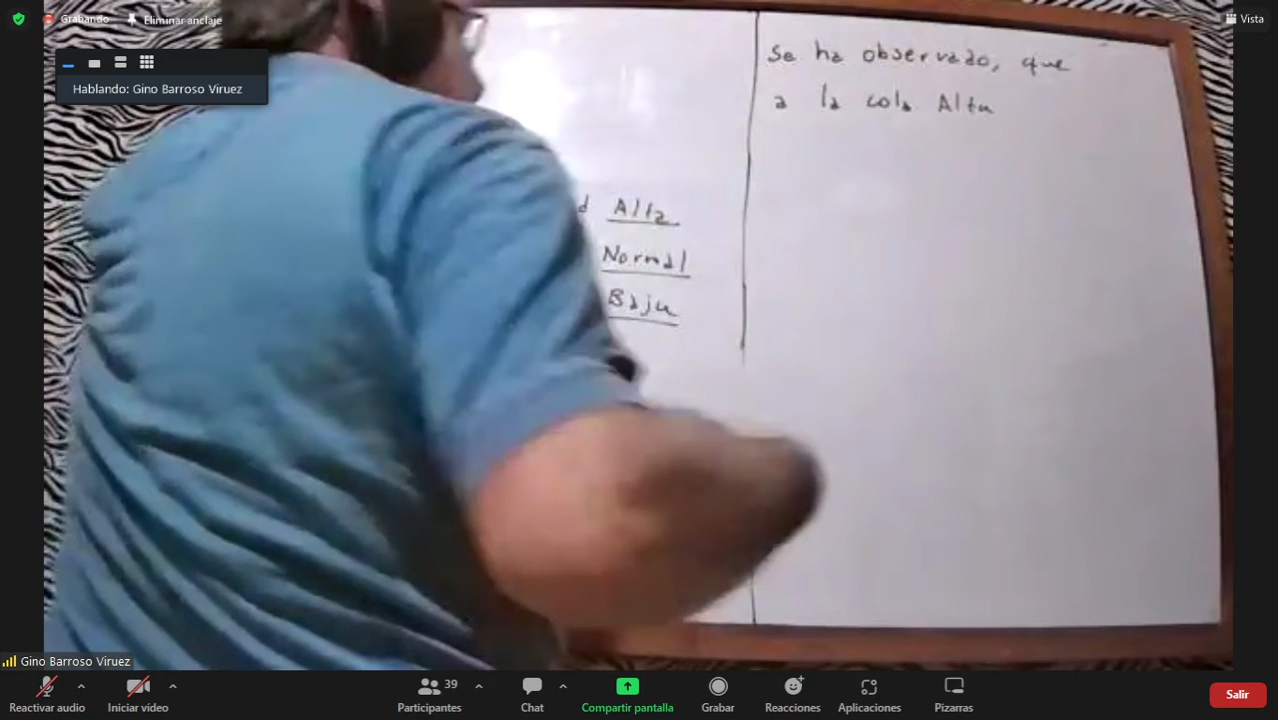 Grabando
Eliminar anclaje
Vista
Hablando: Gino Barroso Viruez
Se ha observado, que
a la cola Alta
d Alta
Normal
Baja
Gino Barroso Viruez
Reactivar audio
Iniciar vídeo
39
Participantes
Chat
Compartir pantalla
Grabar
Reacciones
Aplicaciones
Pizarras
Salir